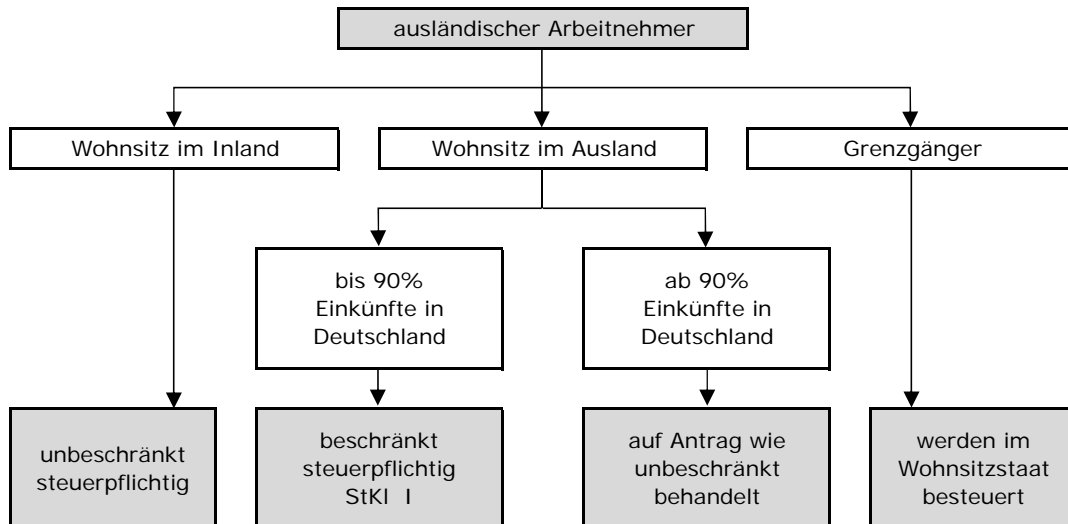 ausländischer Arbeitnehmer
Wohnsitz im Inland
Wohnsitz im Ausland
Grenzgänger
bis 90%
Einkünfte in
Deutschland
ab 90%
Einkünfte in
Deutschland
unbeschränkt
steuerpflichtig
beschränkt
steuerpflichtig
StKl I
auf Antrag wie
unbeschränkt
behandelt
werden im
Wohnsitzstaat
besteuert